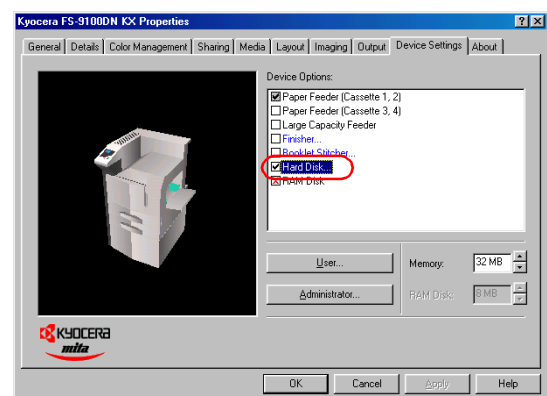 Kyocera FS-9100DN KX Properties
General Details Color Management Sharing Media Layout Imaging Output Device Settings About
Device Options:
Paper Feeder (Cassette 1, 2)
Paper Feeder (Cassette 3, 4)
Large Capacity Feeder
Finisher...
Booklet Stitcher...
Hard Disk...
RAM Disk
User... Memory: 32 MB
Administrator... RAM Disk: 8 MB
KYOCERA
mita
OK Cancel Apply Help